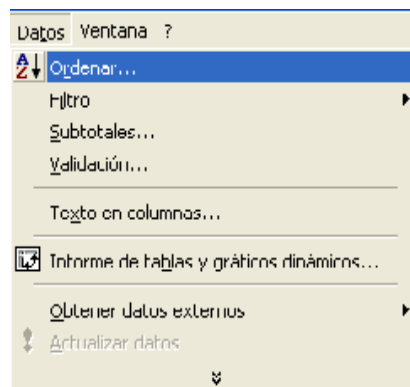 Datos Ventana ?
Ordenar...
Filtro
Subtotales...
Validación...
Texto en columnas...
Informe de tablas y gráficos dinámicos...
Obtener datos externos
Actualizar datos